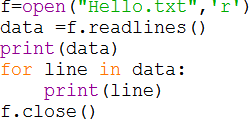 f=open("Hello.txt",'r')
data =f.readlines()
print(data)
for line in data:
    print(line)
f.close()